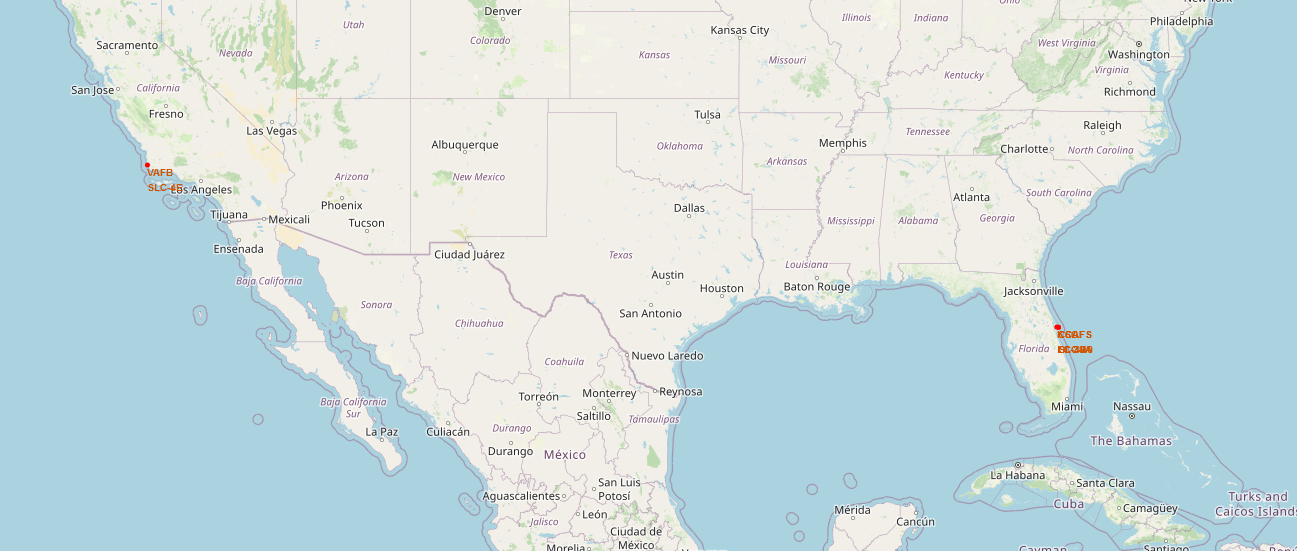 New York
Ohio
Denver
Utah
Illinois
Indiana
Philadelphia
Sacramento
Nevada
Colorado
Kansas City
Kansas
West Virginia
Washington
Missouri
Kentucky
Virginia
San Jose
California
Richmond
Fresno
Las Vegas
Tulsa
Raleigh
Albuquerque
Oklahoma
Memphis
Tennessee
Charlotte
North Carolina
VAFB
SLC-4E
Los Angeles
Arizona
New Mexico
Arkansas
Atlanta
South Carolina
Phoenix
Tijuana
Mexicali
Tucson
Dallas
Mississippi
Alabama
Georgia
Ensenada
Ciudad Juárez
Texas
Louisiana
Baja California
Austin
Houston
Baton Rouge
Jacksonville
Sonora
Chihuahua
San Antonio
Florida
Nuevo Laredo
Coahuila
Torreón
Monterrey
Reynosa
Baja California
Sur
Saltillo
Tamaulipas
Miami
Nassau
La Paz
Culiacán
Durango
Durango
México
The Bahamas
La Habana
Santa Clara
Aguascalientes
San Luis
Potosí
Cuba
Camagüey
Turks and
Caicos Islands
León
Jalisco
Ciudad de
México
Mérida
Cancún
Morelia
Cayman
Santiago